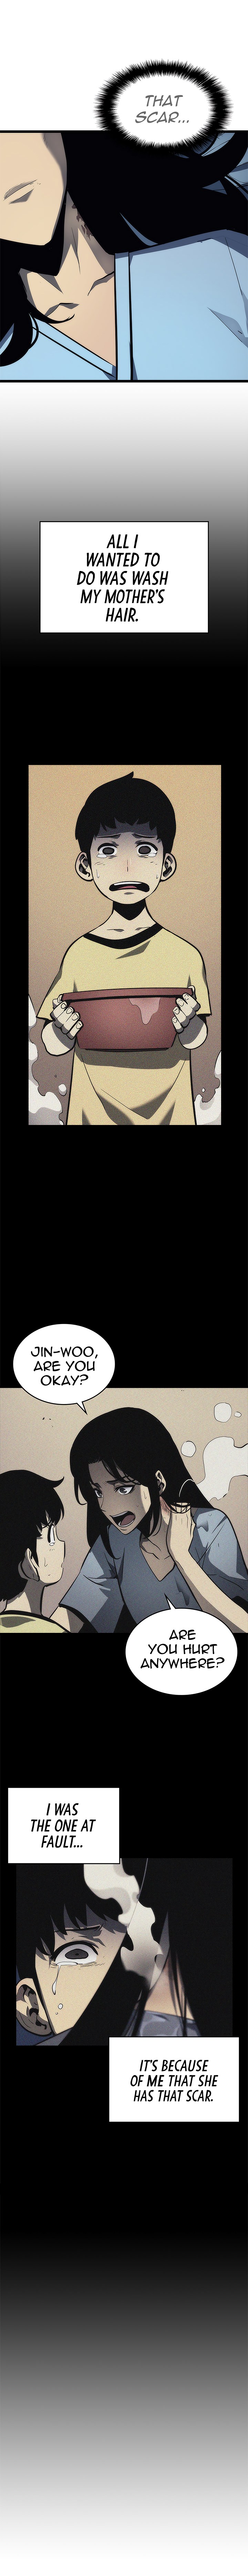 THAT
SCAR...
ALL I
WANTED TO
DO WAS WASH
MY MOTHER'S
HAIR.
JIN-WOO,
ARE YOU
OKAY?
ARE
YOU HURT
ANYWHERE?
I WAS
THE ONE AT
FAULT...
IT'S BECAUSE
OF ME THAT SHE
HAS THAT SCAR.